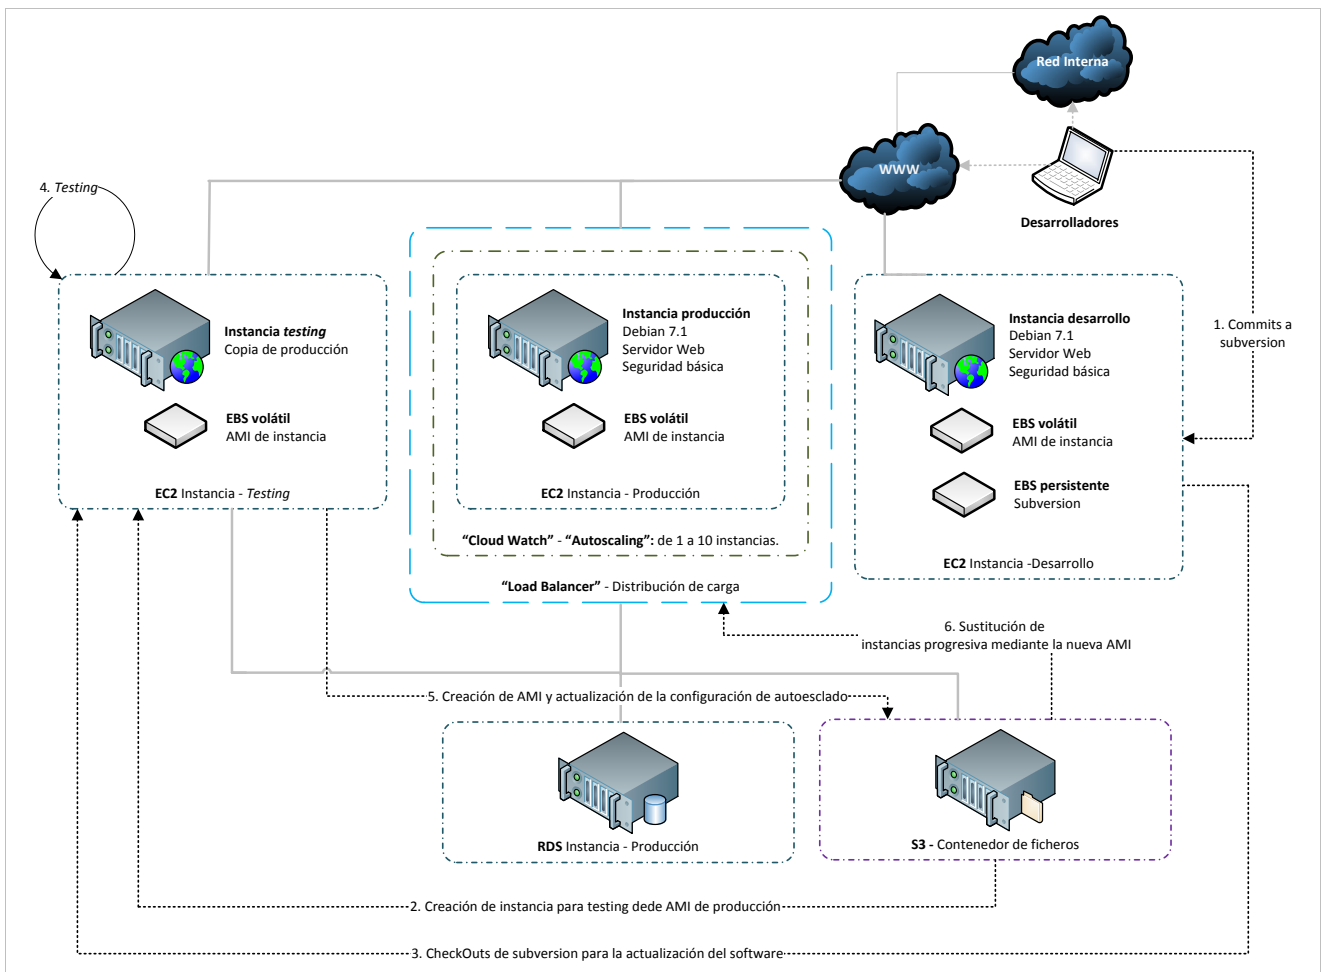 Red Interna
WWW
Desarrolladores
4. Testing
1. Commits a
subversion
Instancia testing
Copia de producción
EBS volátil
AMI de instancia
EC2 Instancia - Testing
Instancia producción
Debian 7.1
Servidor Web
Seguridad básica
EBS volátil
AMI de instancia
EC2 Instancia - Producción
“Cloud Watch” - “Autoscaling”: de 1 a 10 instancias.
“Load Balancer” - Distribución de carga
Instancia desarrollo
Debian 7.1
Servidor Web
Seguridad básica
EBS volátil
AMI de instancia
EBS persistente
Subversion
EC2 Instancia -Desarrollo
6. Sustitución de
instancias progresiva mediante la nueva AMI
5. Creación de AMI y actualización de la configuración de autoesclado
RDS Instancia - Producción
S3 - Contenedor de ficheros
2. Creación de instancia para testing dede AMI de producción
3. CheckOuts de subversion para la actualización del software